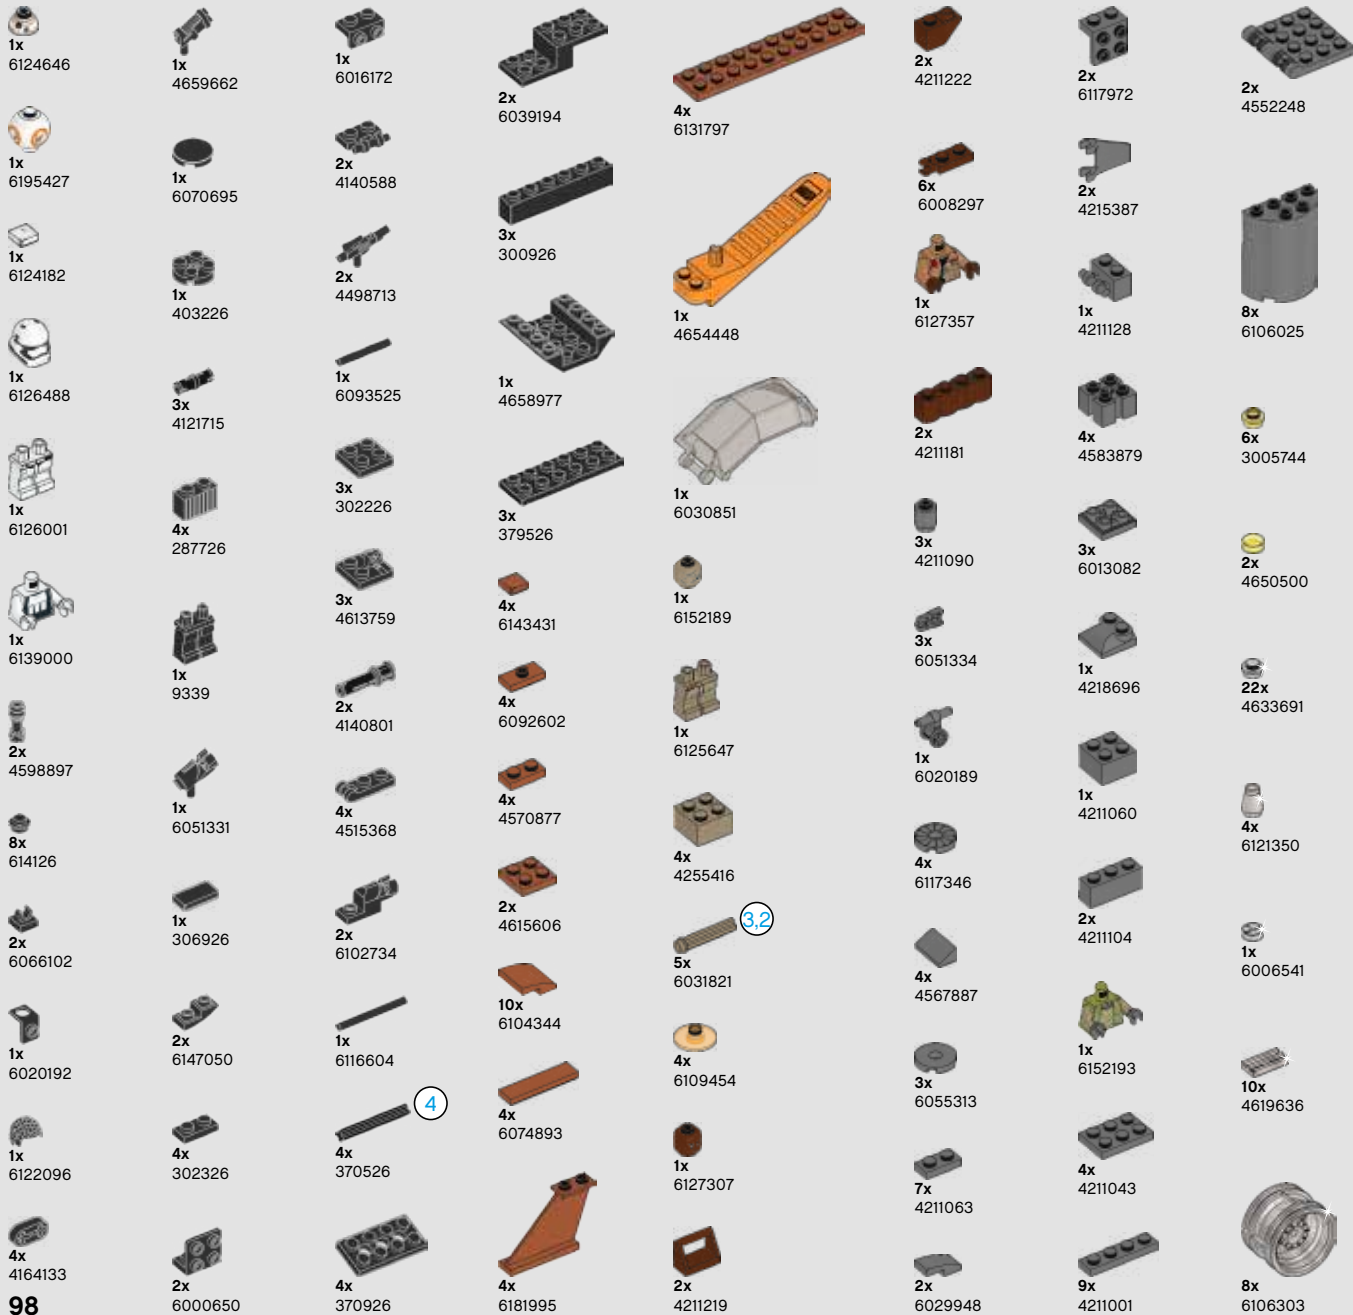 1x
6124646
1x
6195427
1x
6124182
1x
6126488
1x
6126001
1x
6139000
2x
4598897
8x
614126
2x
6066102
1x
6020192
1x
6122096
4x
4164133
98
1x
4659662
1x
6070695
1x
403226
3x
4121715
4x
287726
1x
9339
1x
6051331
1x
306926
2x
6147050
4x
302326
2x
6000650
1x
6016172
2x
4140588
2x
4498713
1x
6093525
3x
302226
3x
4613759
2x
4140801
4x
4515368
2x
6102734
1x
6116604
4
4x
370526
4x
370926
2x
6039194
3x
300926
1x
4658977
3x
379526
4x
6143431
4x
6092602
4x
4570877
2x
4615606
10x
6104344
4x
6074893
4x
6181995
4x
6131797
1x
4654448
1x
6030851
1x
6152189
1x
6125647
4x
4255416
3,2
5x
6031821
4x
6109454
1x
6127307
2x
4211219
2x
4211222
6x
6008297
1x
6127357
2x
4211181
3x
4211090
3x
6051334
1x
6020189
4x
6117346
4x
4567887
3x
6055313
7x
4211063
2x
6029948
2x
6117972
2x
4215387
1x
4211128
4x
4583879
3x
6013082
1x
4218696
1x
4211060
2x
4211104
1x
6152193
4x
4211043
9x
4211001
2x
4552248
8x
6106025
6x
3005744
2x
4650500
22x
4633691
4x
6121350
1x
6006541
10x
4619636
8x
6106303